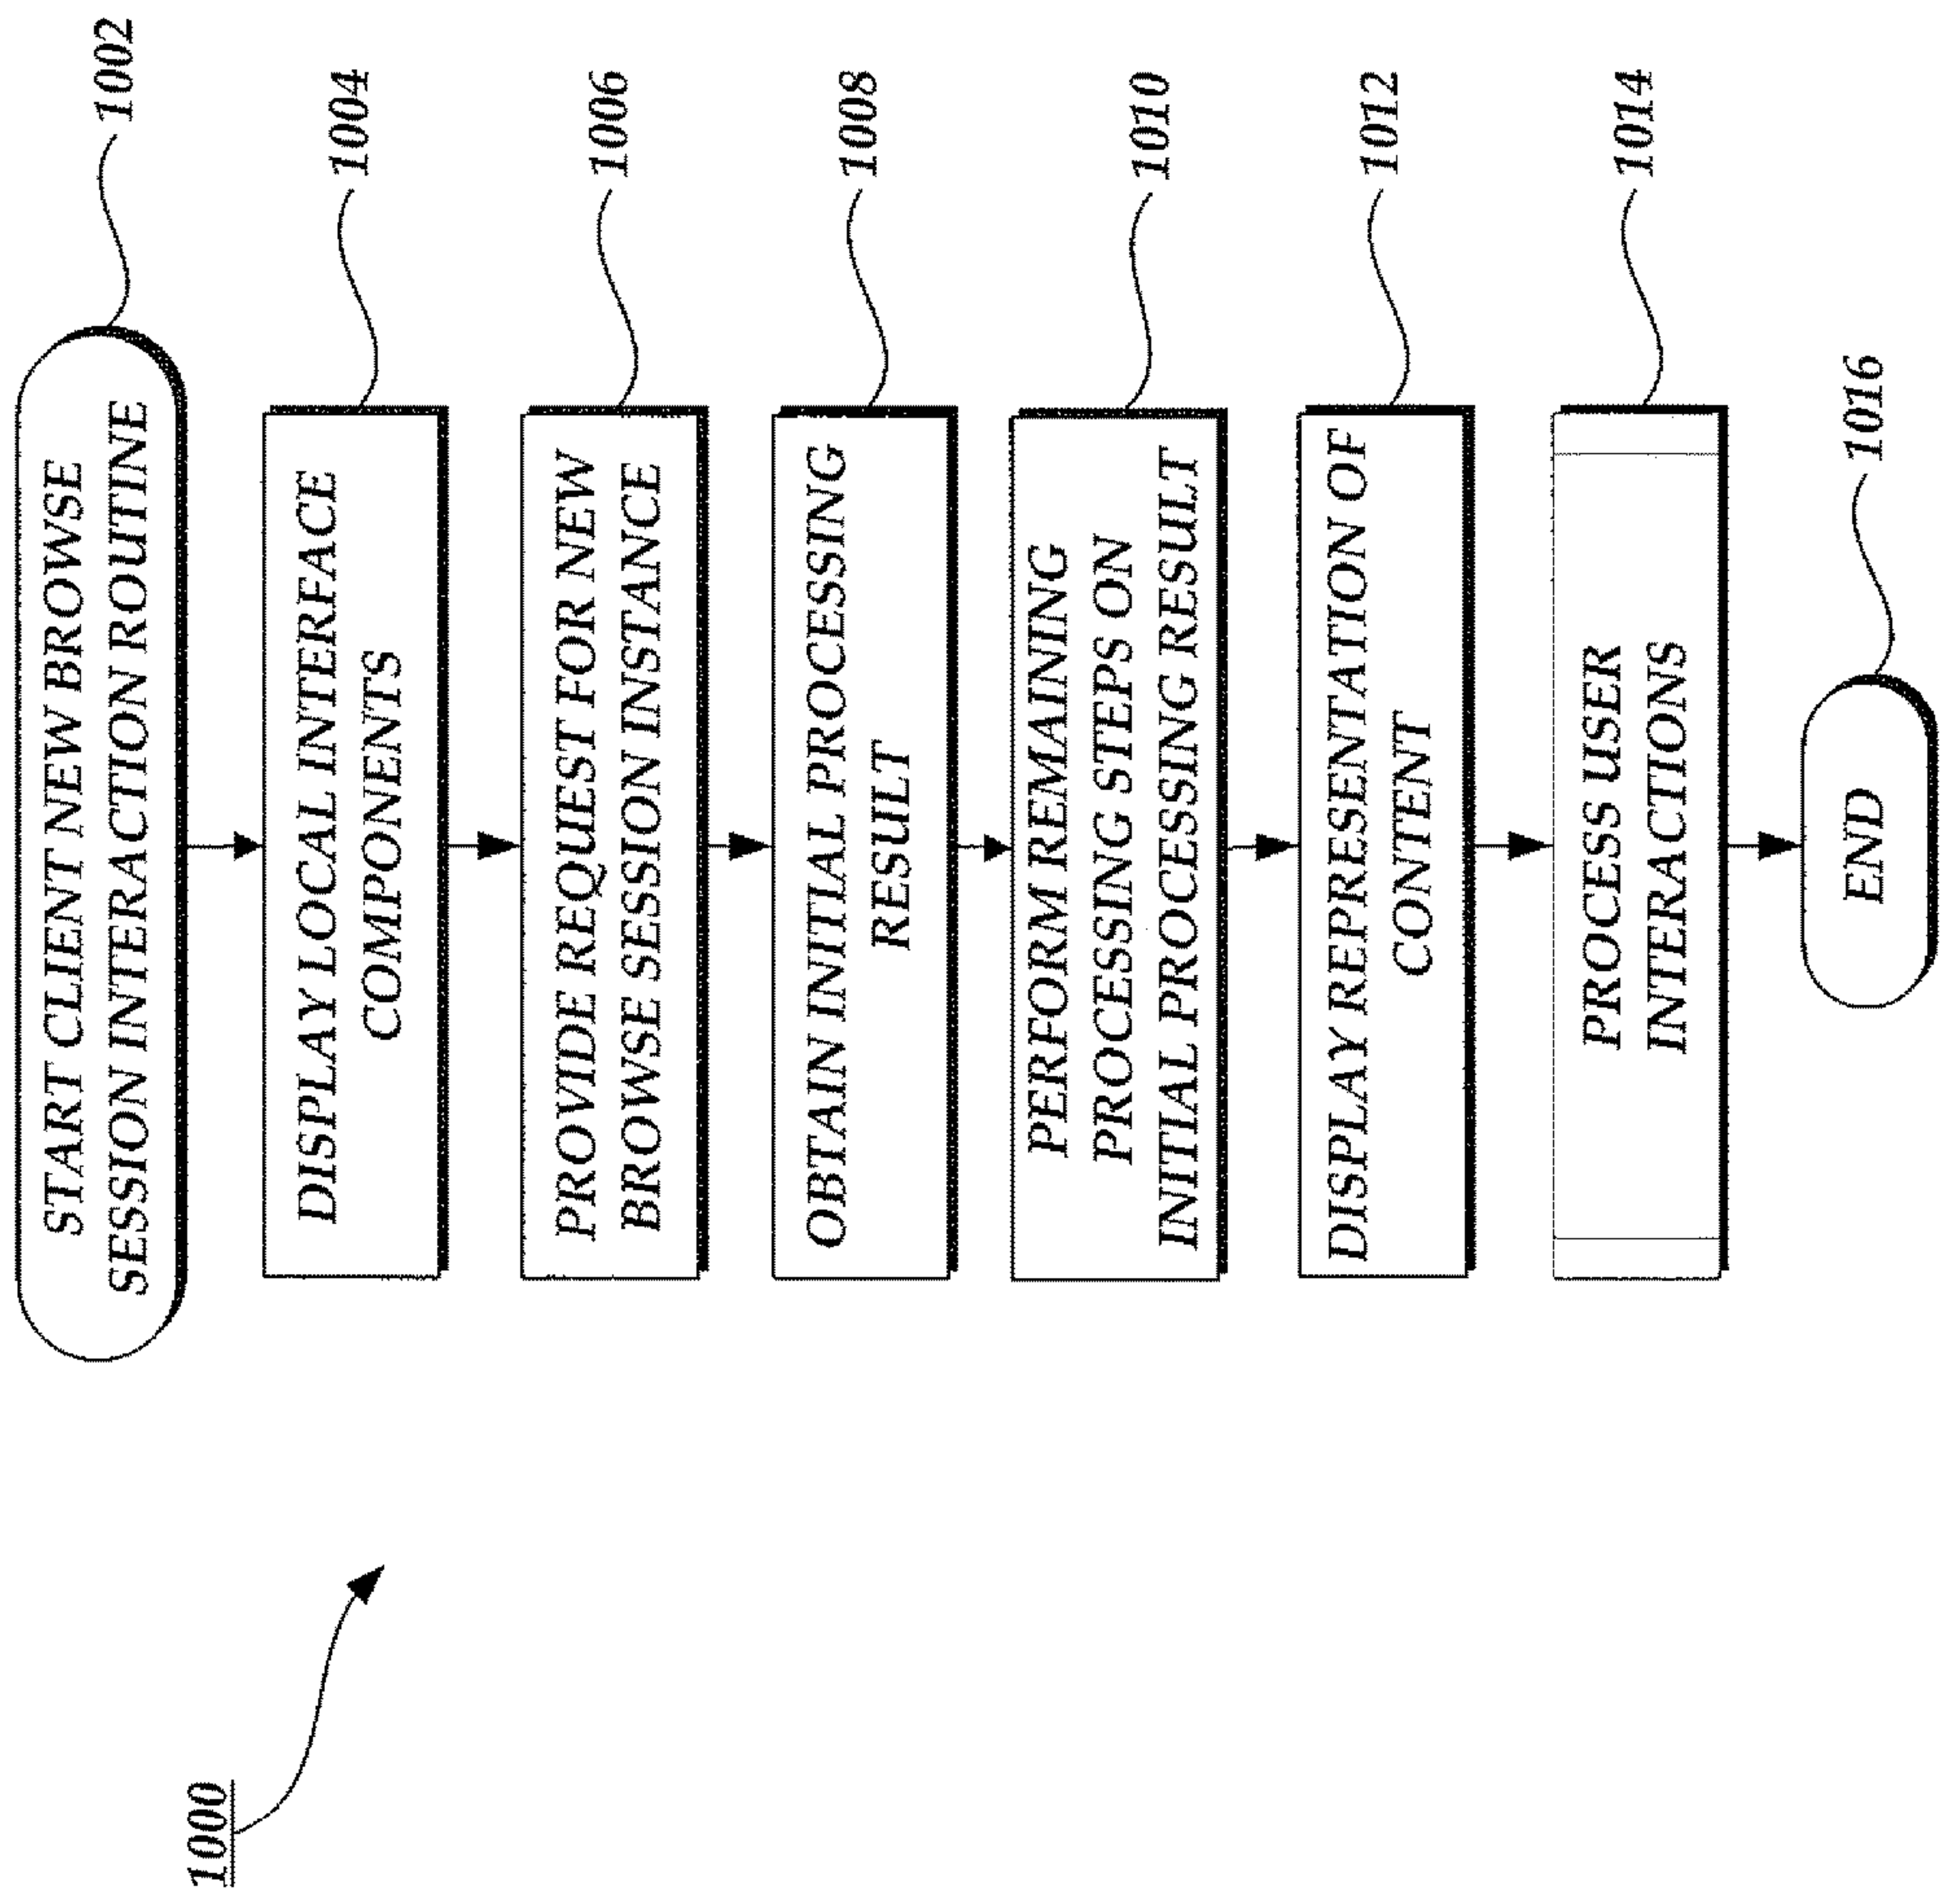 1000
START CLIENT NEW BROWSE
SESSION INTERACTION ROUTINE
1002
DISPLAY LOCAL INTERFACE
COMPONENTS
1004
PROVIDE REQUEST FOR NEW
BROWSE SESSION INSTANCE
1006
OBTAIN INITIAL PROCESSING
RESULT
1008
PERFORM REMAINING
PROCESSING STEPS ON
INITIAL PROCESSING RESULT
1010
DISPLAY REPRESENTATION OF
CONTENT
1012
PROCESS USER
INTERACTIONS
1014
END
1016